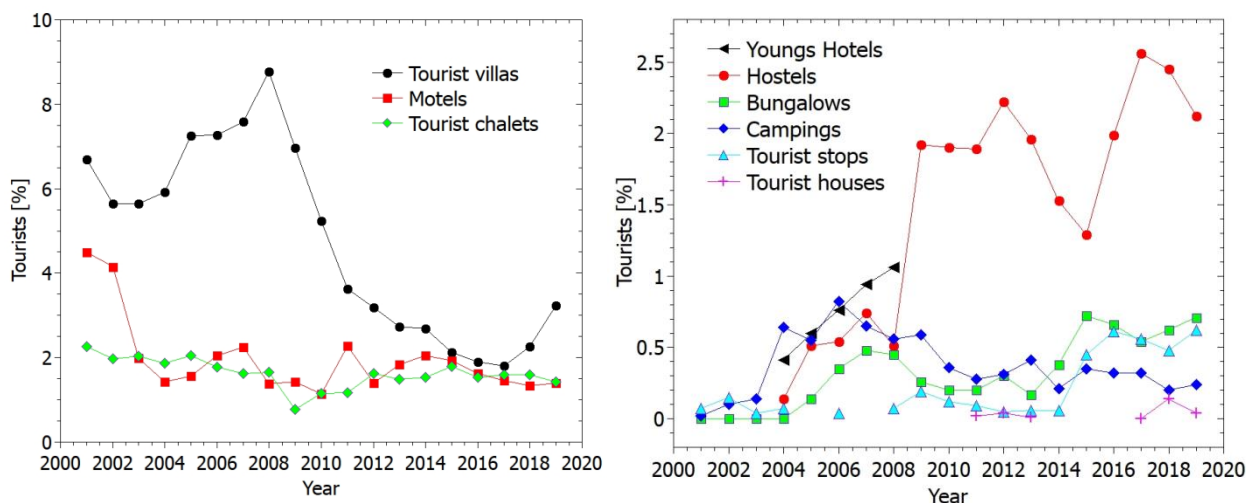 10
8
6
4
2
0
Tourists [%]
Tourist villas
Motels
Tourist chalets
2000 2002 2004 2006 2008 2010 2012 2014 2016 2018 2020
Year
2.5
2
1.5
1
0.5
0
Tourists [%]
Youngs Hotels
Hostels
Bungalows
Campings
Tourist stops
Tourist houses
2000 2002 2004 2006 2008 2010 2012 2014 2016 2018 2020
Year